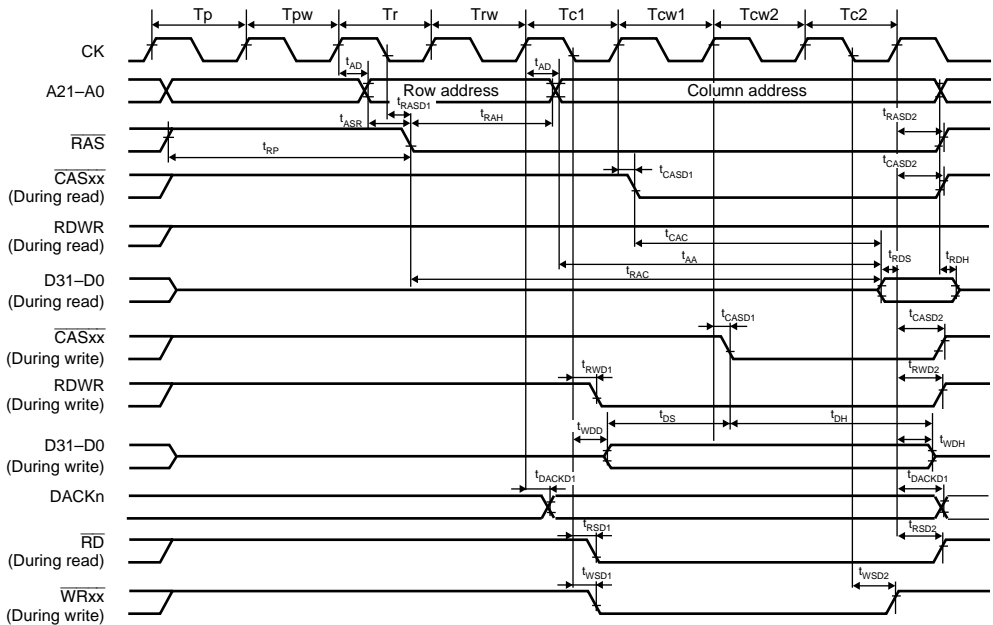 Tp Tpw Tr Trw Tc1 Tcw1 Tcw2 Tc2
CK
tAD tAD
A21–A0 Row address Column address
tRASD1 tRASD2
tASR tRAH
RAS
tRP
CASxx tCASD1 tCASD2
(During read)
RDWR
(During read) tCAC
tAA tRDS tRDH
D31–D0 tRAC
(During read)
CASxx tCASD1 tCASD2
(During write)
RDWR tRWD1 tRWD2
(During write)
tDS tDH
D31–D0 tWDD tWDH
(During write)
tDACKD1 tDACKD1
DACKn
RD tRSD1 tRSD2
(During read)
WRxx tWSD1 tWSD2
(During write)